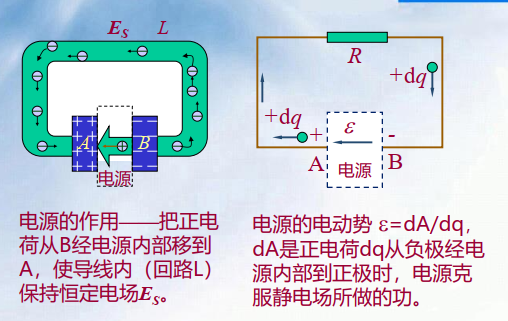 Es L
A B
电源
R
+dq
+dq
+ ε -
A 电源 B
电源的作用——把正电
荷从B经电源内部移到
A，使导线内（回路L）
保持恒定电场Es。
电源的电动势 ε=dA/dq，
dA是正电荷dq从负极经电
源内部到正极时，电源克
服静电场所做的功。